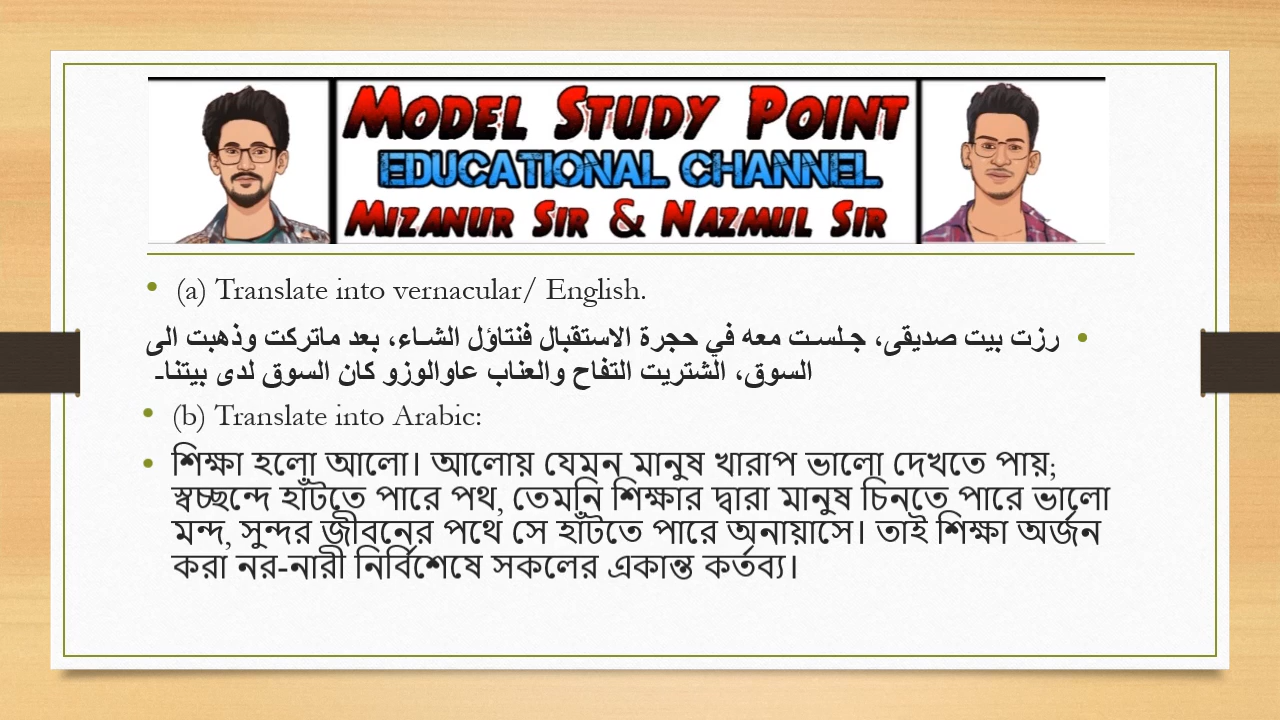 MODEL STUDY POINT
EDUCATIONAL CHANNEL
MIZANUR SIR & NAZMUL SIR
• (a) Translate into vernacular/ English.
• رزت بيت صديقى، جلست معه في حجرة الاستقبال فنتاؤل الشاء، بعد ماتركت وذهبت الى
السوق، الشتريت التفاح والعناب عاوالوزو كان السوق لدى بيتناـ
• (b) Translate into Arabic:
• শিক্ষা হলো আলো। আলোয় যেমন মানুষ খারাপ ভালো দেখতে পায়;
স্বচ্ছন্দে হাঁটতে পারে পথ, তেমনি শিক্ষার দ্বারা মানুষ চিনতে পারে ভালো
মন্দ, সুন্দর জীবনের পথে সে হাঁটতে পারে অনায়াসে। তাই শিক্ষা অর্জন
করা নর-নারী নির্বিশেষে সকলের একান্ত কর্তব্য।